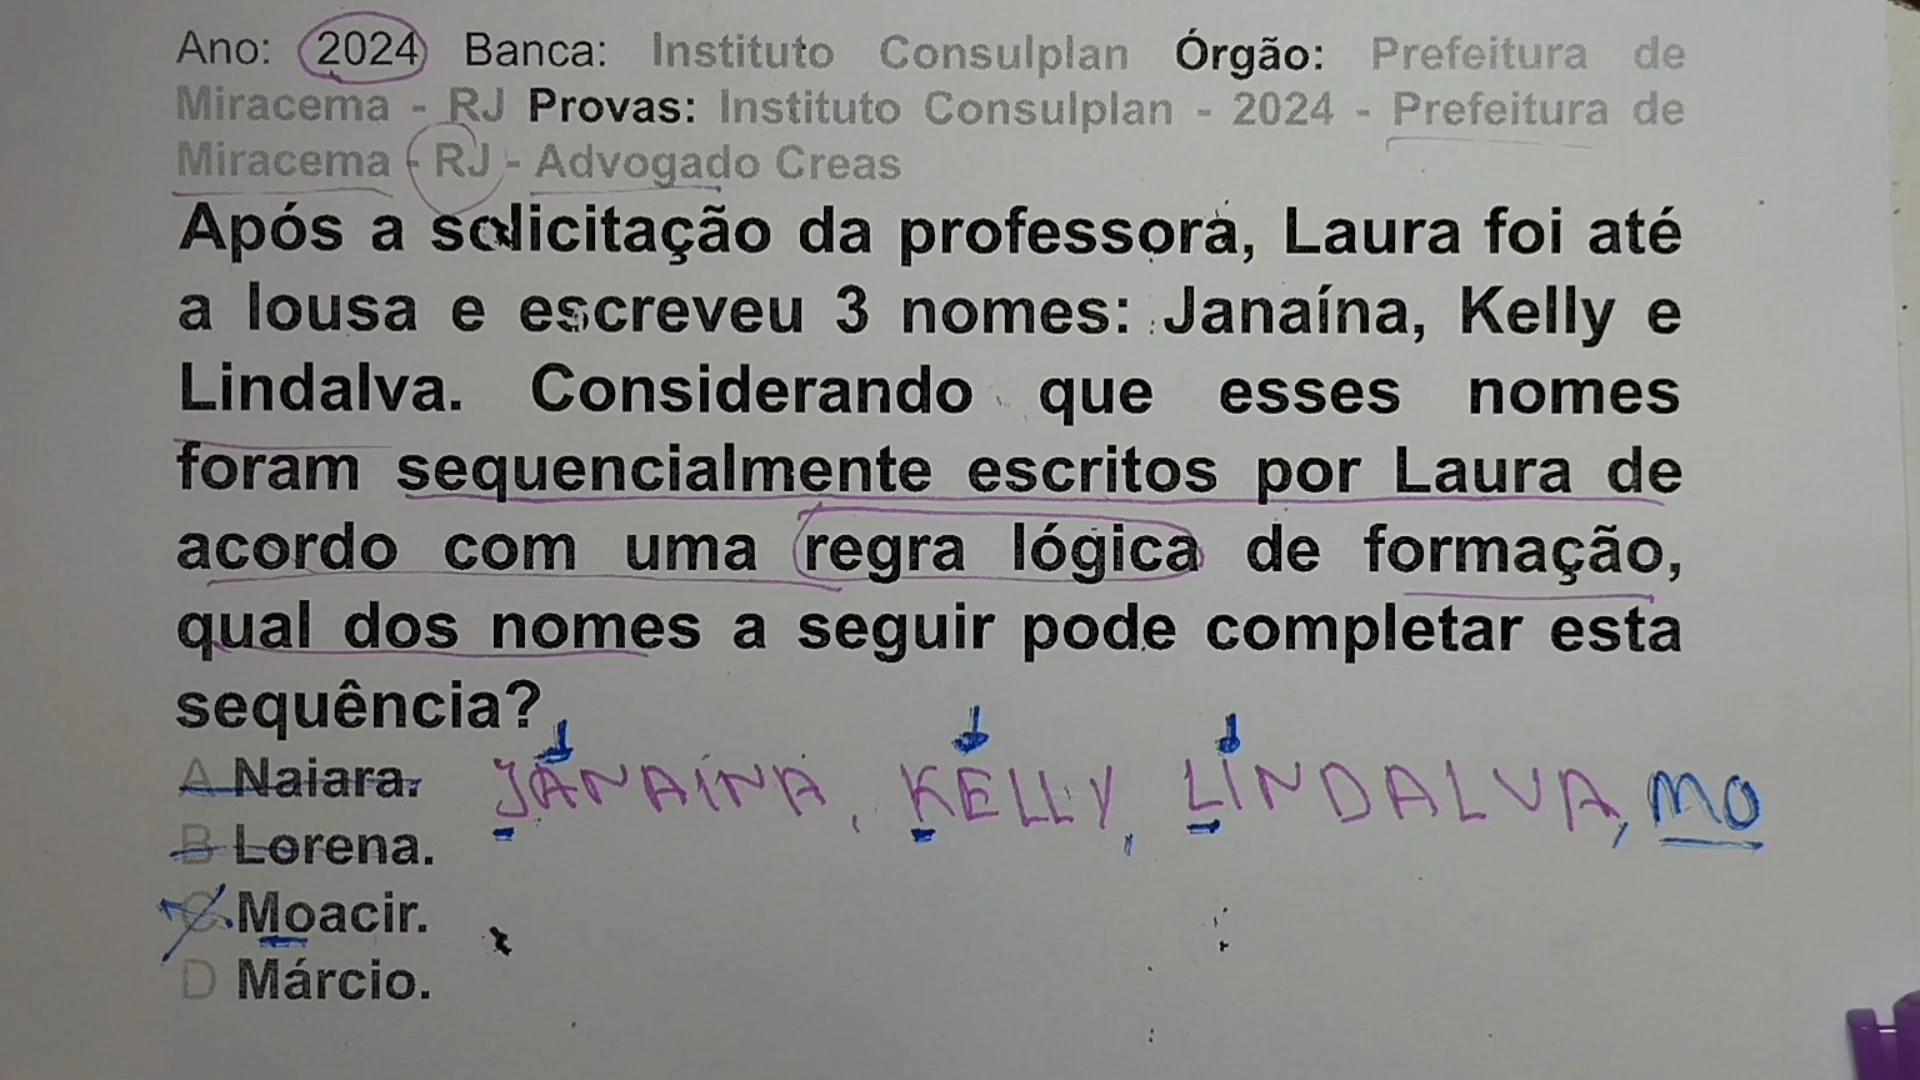 Ano: 2024 Banca: Instituto Consulplan Órgão: Prefeitura de
Miracema - RJ Provas: Instituto Consulplan - 2024 - Prefeitura de
Miracema - RJ - Advogado Creas
Após a solicitação da professora, Laura foi até
a lousa e escreveu 3 nomes: Janaína, Kelly e
Lindalva. Considerando que esses nomes
foram sequencialmente escritos por Laura de
acordo com uma regra lógica de formação,
qual dos nomes a seguir pode completar esta
sequência?
A Naiara. JANAÍNA, KELLY, LINDALVA, MO
B Lorena.
C Moacir.
D Márcio.